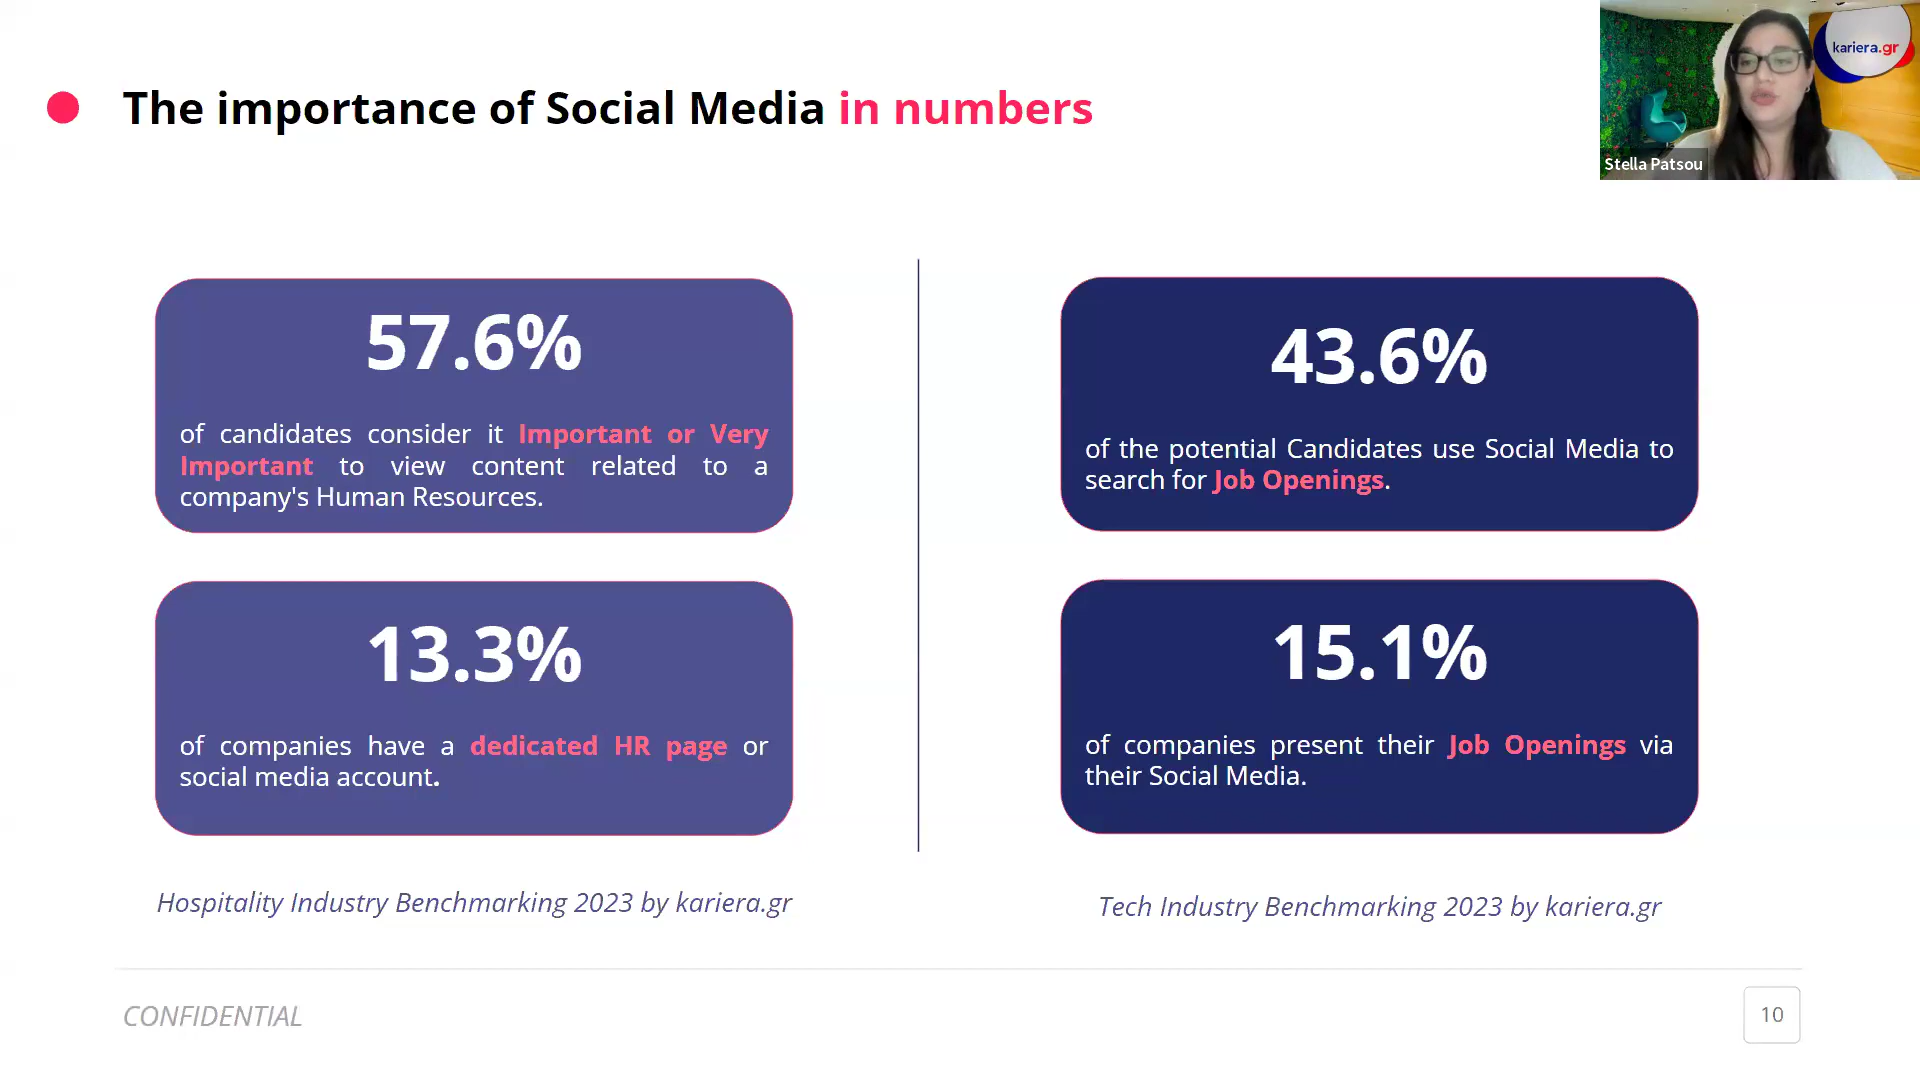 The importance of Social Media in numbers
kariera.gr
Stella Patsou
57.6%
of candidates consider it Important or Very
Important to view content related to a
company's Human Resources.
13.3%
of companies have a dedicated HR page or
social media account.
Hospitality Industry Benchmarking 2023 by kariera.gr
43.6%
of the potential Candidates use Social Media to
search for Job Openings.
15.1%
of companies present their Job Openings via
their Social Media.
Tech Industry Benchmarking 2023 by kariera.gr
CONFIDENTIAL
10